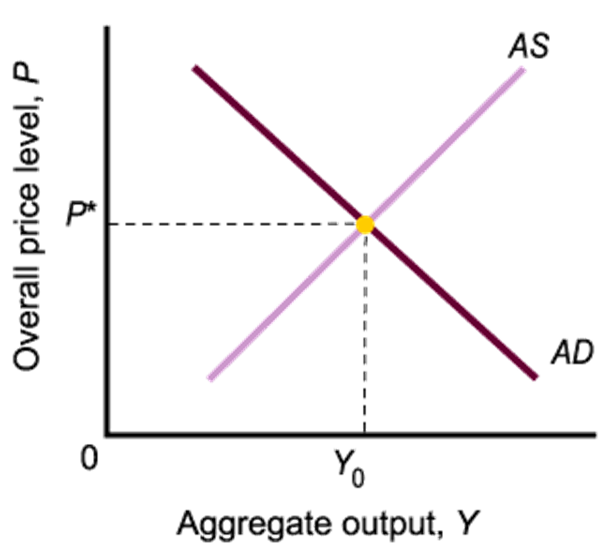 AS
Overall price level, P
P*
AD
0
Y0
Aggregate output, Y